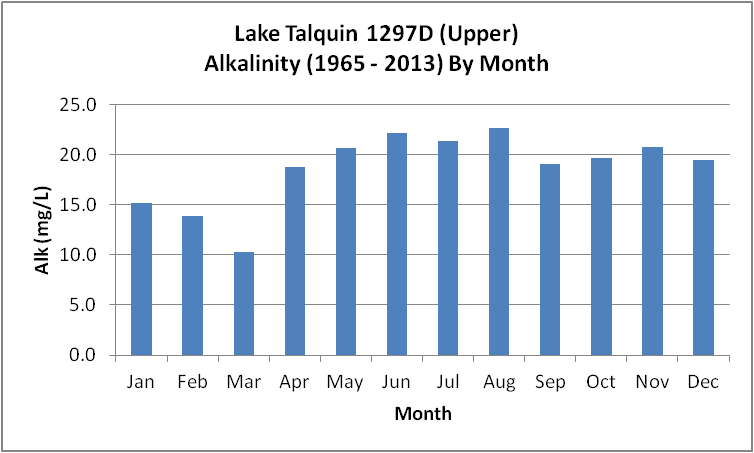 Lake Talquin 1297D (Upper)
Alkalinity (1965 - 2013) By Month
25.0
20.0
15.0
10.0
5.0
0.0
Alk (mg/L)
Jan Feb Mar Apr May Jun Jul Aug Sep Oct Nov Dec
Month